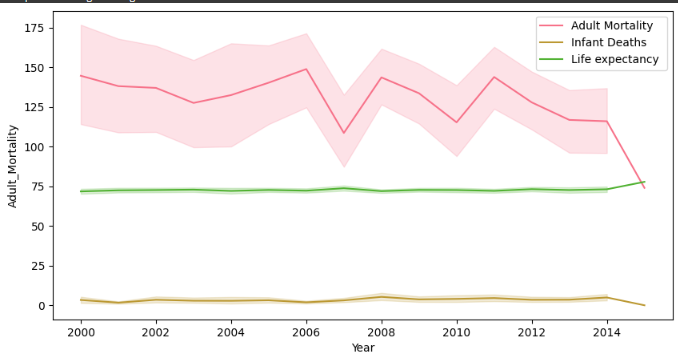 175
150
125
100
75
50
25
0
Adult_Mortality
Adult Mortality
Infant Deaths
Life expectancy
2000 2002 2004 2006 2008 2010 2012 2014
Year